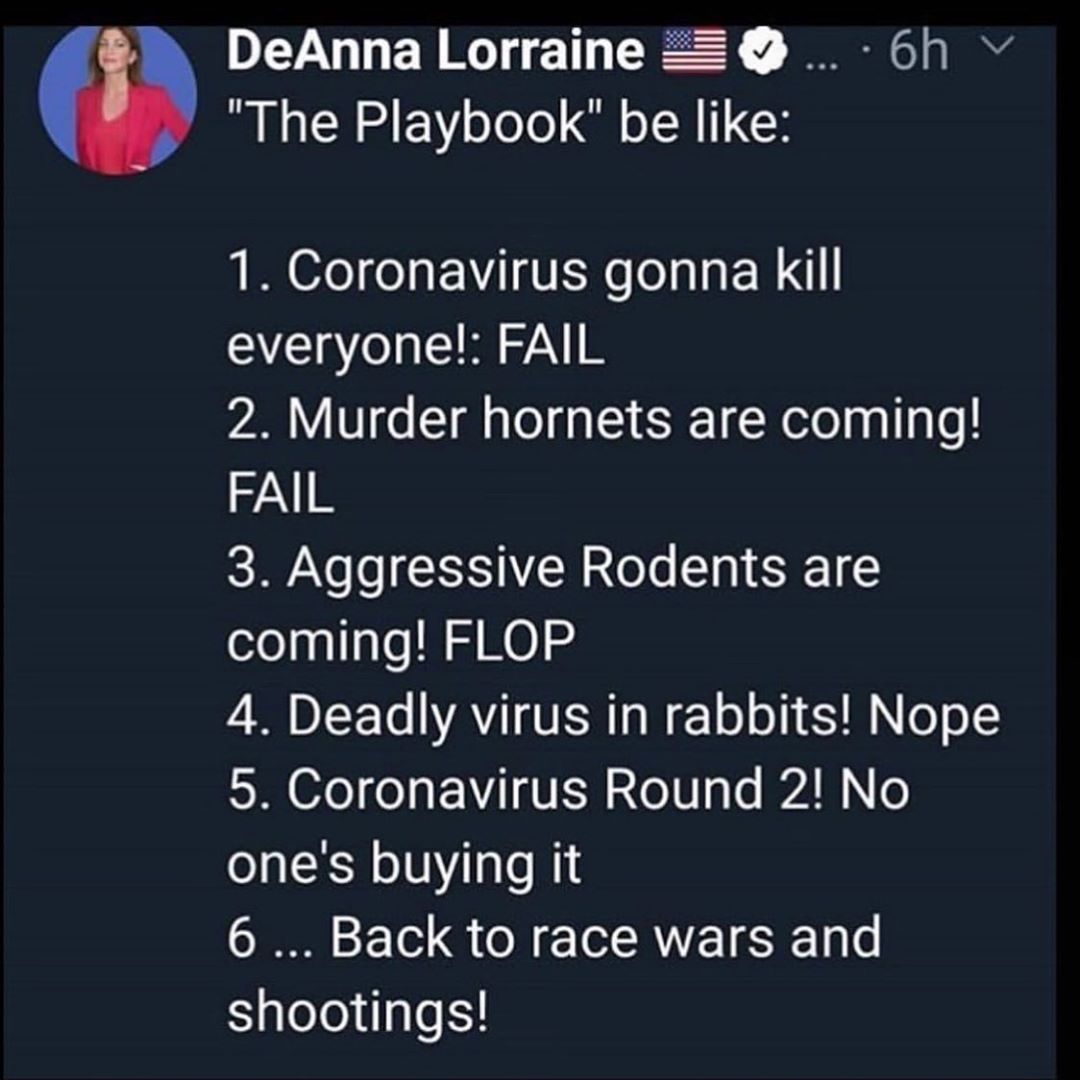 DeAnna Lorraine 🇺🇸 ... · 6h
"The Playbook" be like:
1. Coronavirus gonna kill
everyone!: FAIL
2. Murder hornets are coming!
FAIL
3. Aggressive Rodents are
coming! FLOP
4. Deadly virus in rabbits! Nope
5. Coronavirus Round 2! No
one's buying it
6 ... Back to race wars and
shootings!